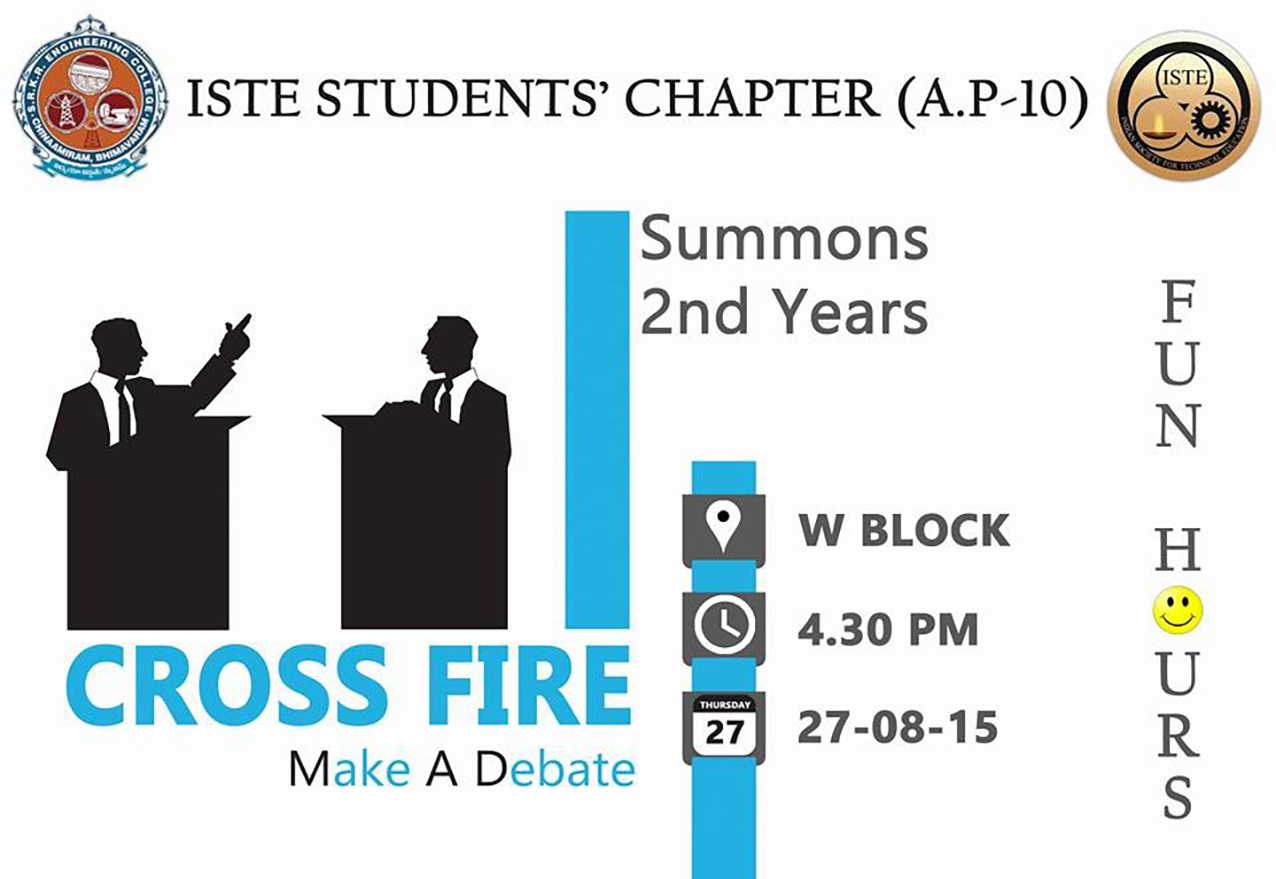 S.R.K.R. ENGINEERING COLLEGE
CHINAAMIRAM, BHIMAVARAM
ISTE STUDENTS' CHAPTER (A.P-10)
ISTE
INDIAN SOCIETY FOR TECHNICAL EDUCATION
Summons
2nd Years
W BLOCK
4.30 PM
THURSDAY
27
27-08-15
CROSS FIRE
Make A Debate
FUN
HURS